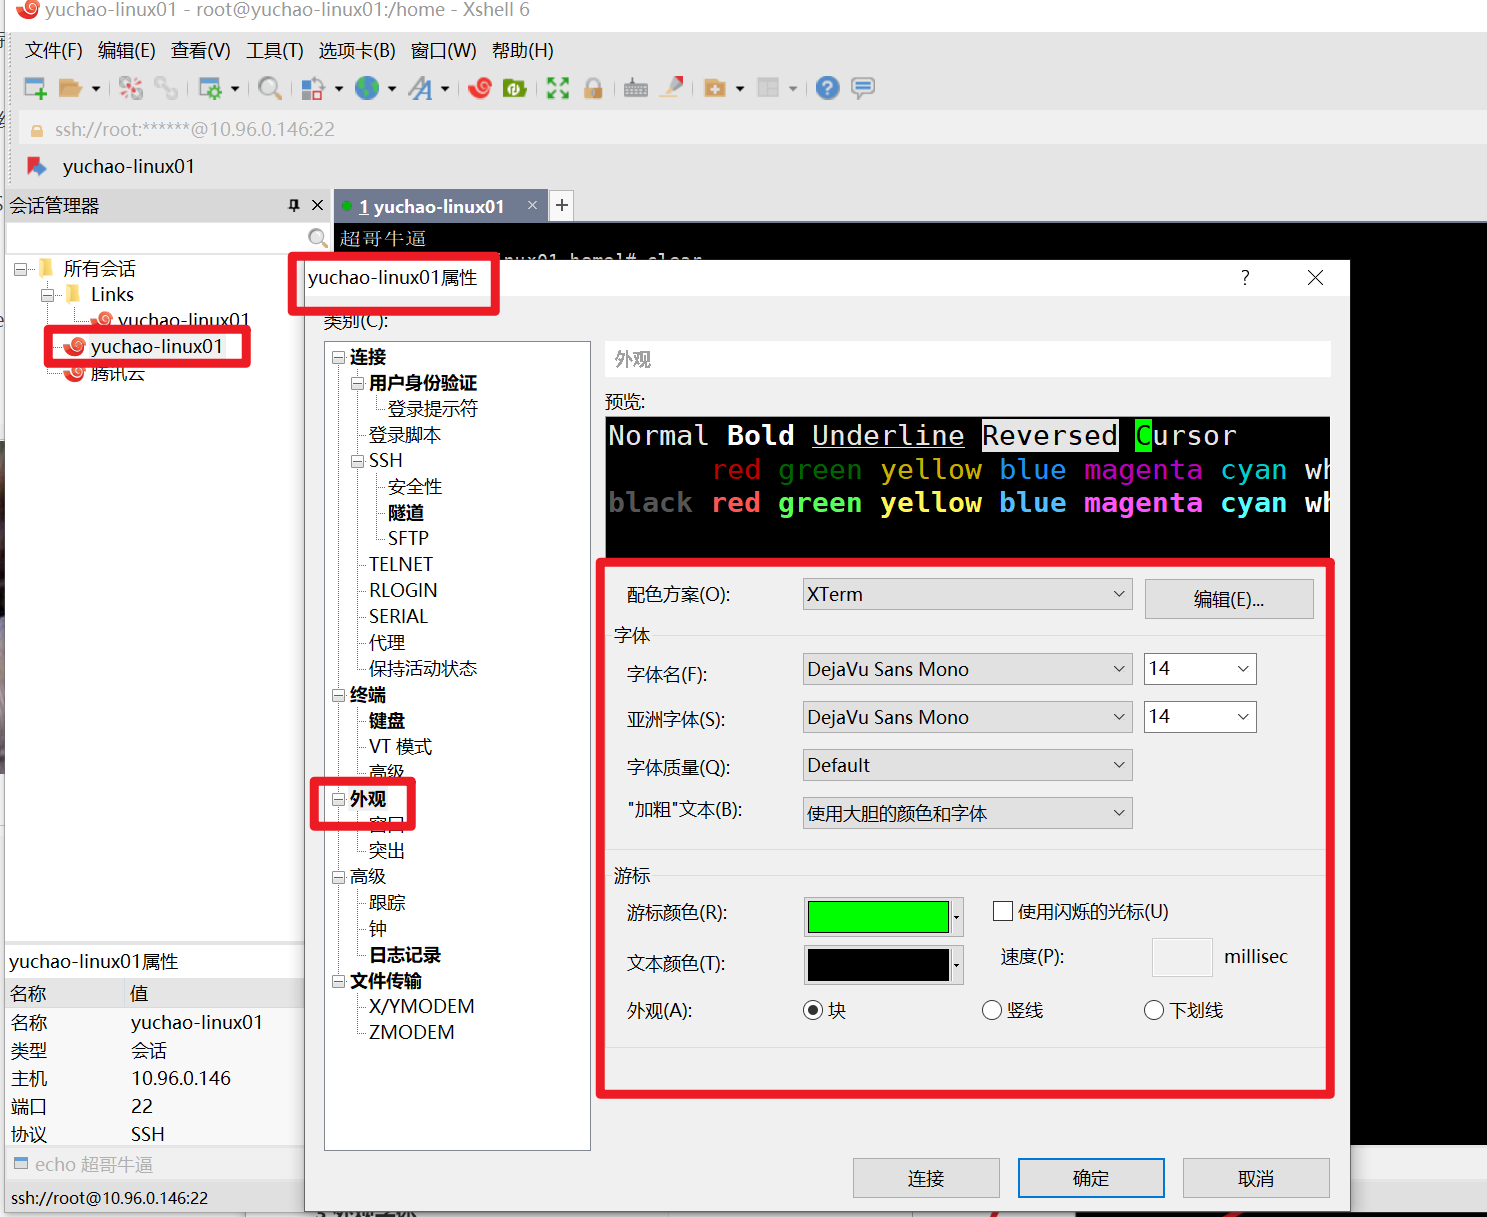 yuchao-linux01 - root@yuchao-linux01:/home - Xshell 6
文件(F) 编辑(E) 查看(V) 工具(T) 选项卡(B) 窗口(W) 帮助(H)
ssh://root:******@10.96.0.146:22
yuchao-linux01
会话管理器
1 yuchao-linux01
超哥牛逼
所有会话
Links
yuchao-linux01
yuchao-linux01
腾讯云
yuchao-linux01属性
名称 值
名称 yuchao-linux01
类型 会话
主机 10.96.0.146
端口 22
协议 SSH
echo 超哥牛逼
ssh://root@10.96.0.146:22
yuchao-linux01属性
类别(C):
连接
用户身份验证
登录提示符
登录脚本
SSH
安全性
隧道
SFTP
TELNET
RLOGIN
SERIAL
代理
保持活动状态
终端
键盘
VT 模式
高级
外观
窗口
突出
高级
跟踪
钟
日志记录
文件传输
X/YMODEM
ZMODEM
外观
预览:
Normal Bold Underline Reversed Cursor
red green yellow blue magenta cyan wh
black red green yellow blue magenta cyan wh
配色方案(O): XTerm 编辑(E)...
字体
字体名(F): DejaVu Sans Mono 14
亚洲字体(S): DejaVu Sans Mono 14
字体质量(Q): Default
"加粗"文本(B): 使用大胆的颜色和字体
游标
游标颜色(R): 使用闪烁的光标(U)
文本颜色(T): 速度(P): millisec
外观(A): 块 竖线 下划线
连接 确定 取消